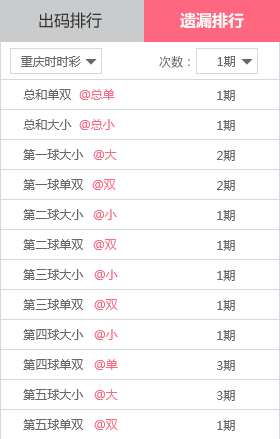 出码排行 遗漏排行
重庆时时彩 次数： 1期
总和单双 @总单 1期
总和大小 @总小 1期
第一球大小 @大 2期
第一球单双 @双 2期
第二球大小 @小 1期
第二球单双 @双 1期
第三球大小 @小 1期
第三球单双 @双 1期
第四球大小 @小 1期
第四球单双 @单 3期
第五球大小 @大 3期
第五球单双 @双 1期